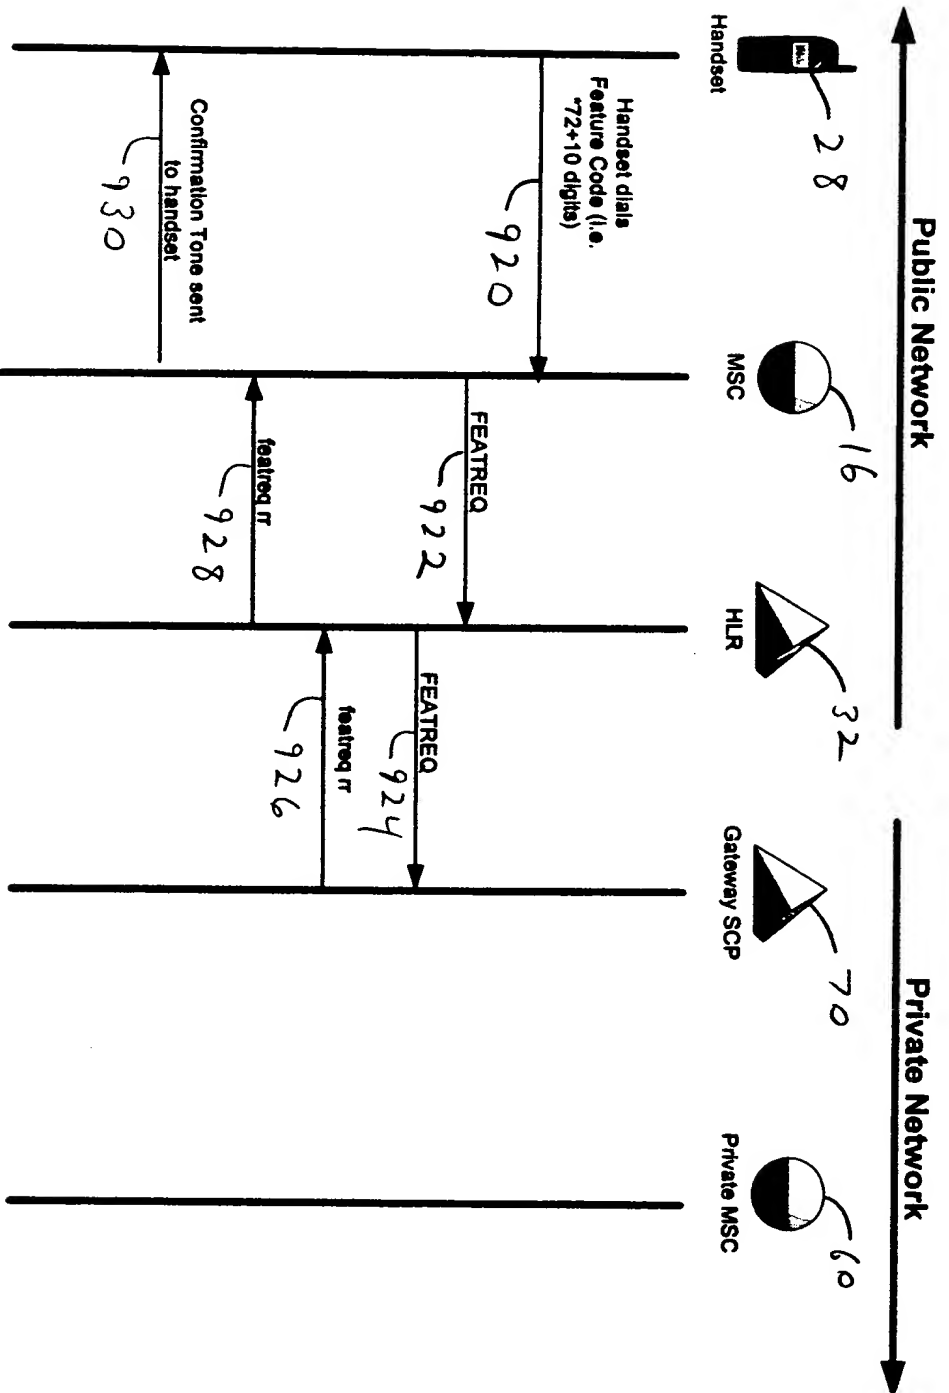 Public Network
Private Network
28
16
32
70
60
Handset
MSC
HLR
Gateway SCP
Private MSC
Handset dials
Feature Code (i.e.
*72+10 digits)
920
FEATREQ
922
FEATREQ
924
featreq rr
926
featreq rr
928
Confirmation Tone sent
to handset
930